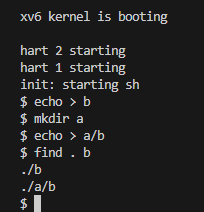 xv6 kernel is booting
hart 2 starting
hart 1 starting
init: starting sh
$ echo > b
$ mkdir a
$ echo > a/b
$ find . b
./b
./a/b
$